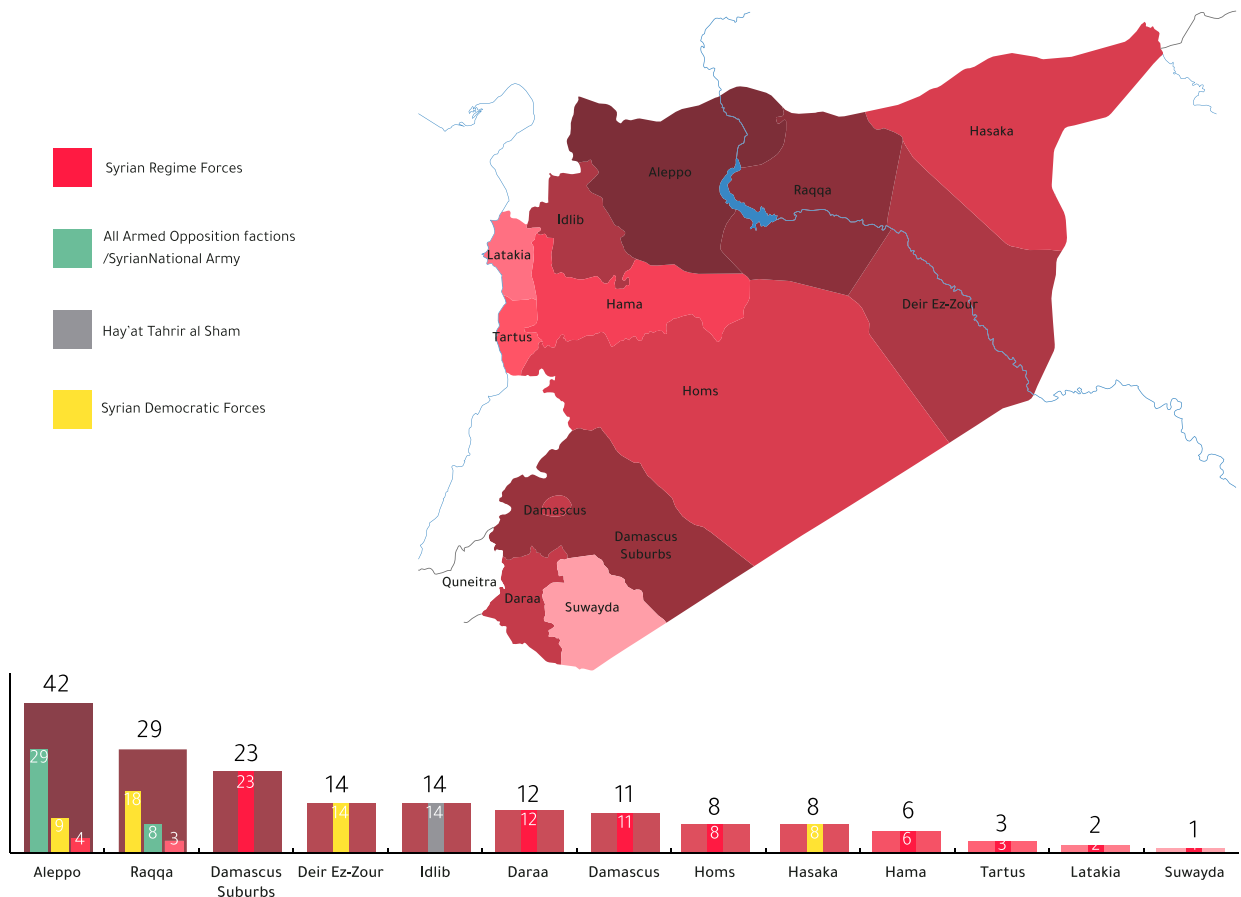 Syrian Regime Forces
All Armed Opposition factions
/SyrianNational Army
Hay'at Tahrir al Sham
Syrian Democratic Forces
Hasaka
Aleppo
Raqqa
Idlib
Latakia
Hama
Deir Ez-Zour
Tartus
Homs
Damascus
Damascus
Suburbs
Quneitra
Daraa
Suwayda
42
29
9
4
29
18
8
3
23
23
14
14
14
14
12
12
11
11
8
8
8
8
6
6
3
3
2
2
1
1
Aleppo
Raqqa
Damascus
Suburbs
Deir Ez-Zour
Idlib
Daraa
Damascus
Homs
Hasaka
Hama
Tartus
Latakia
Suwayda